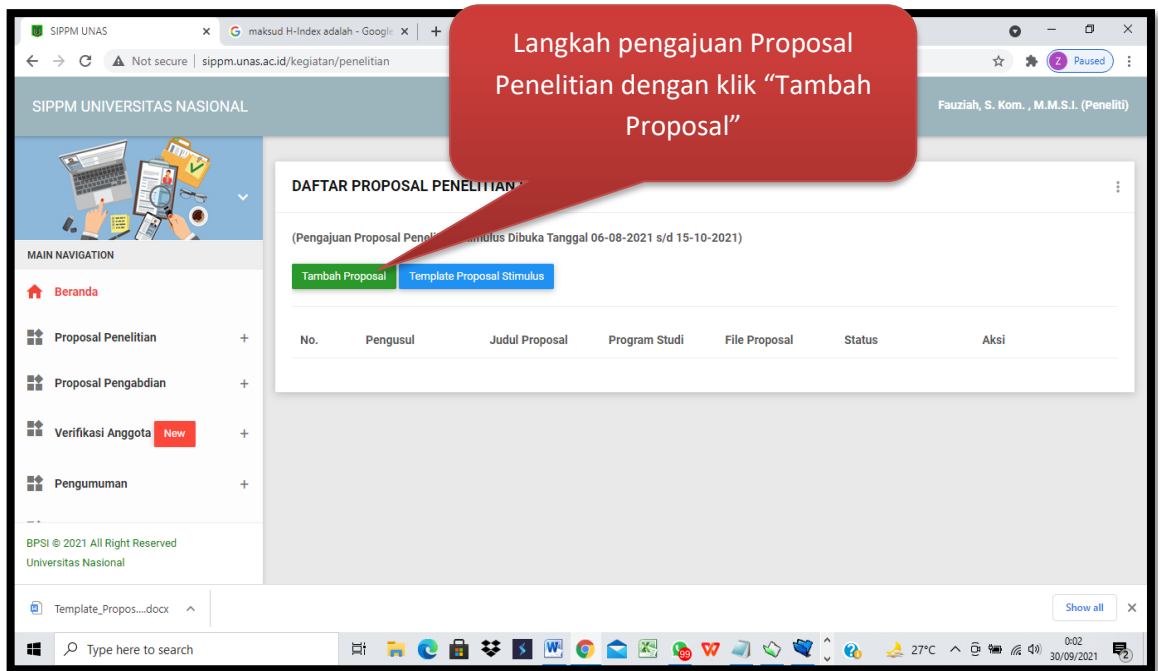 SIPPM UNAS
maksud H-Index adalah - Google
Not secure | sippm.unas.ac.id/kegiatan/penelitian
Z Paused
Langkah pengajuan Proposal
Penelitian dengan klik “Tambah
Proposal”
SIPPM UNIVERSITAS NASIONAL
Fauziah, S. Kom. , M.M.S.I. (Peneliti)
DAFTAR PROPOSAL PENELITIAN
(Pengajuan Proposal Dibuka Tanggal 06-08-2021 s/d 15-10-2021)
Tambah Proposal
Template Proposal Stimulus
No. Pengusul Judul Proposal Program Studi File Proposal Status Aksi
MAIN NAVIGATION
Beranda
Proposal Penelitian +
Proposal Pengabdian +
Verifikasi Anggota New +
Pengumuman +
BPSI © 2021 All Right Reserved
Universitas Nasional
Template_Propos....docx
Show all
Type here to search
99
27°C
0:02
30/09/2021
2